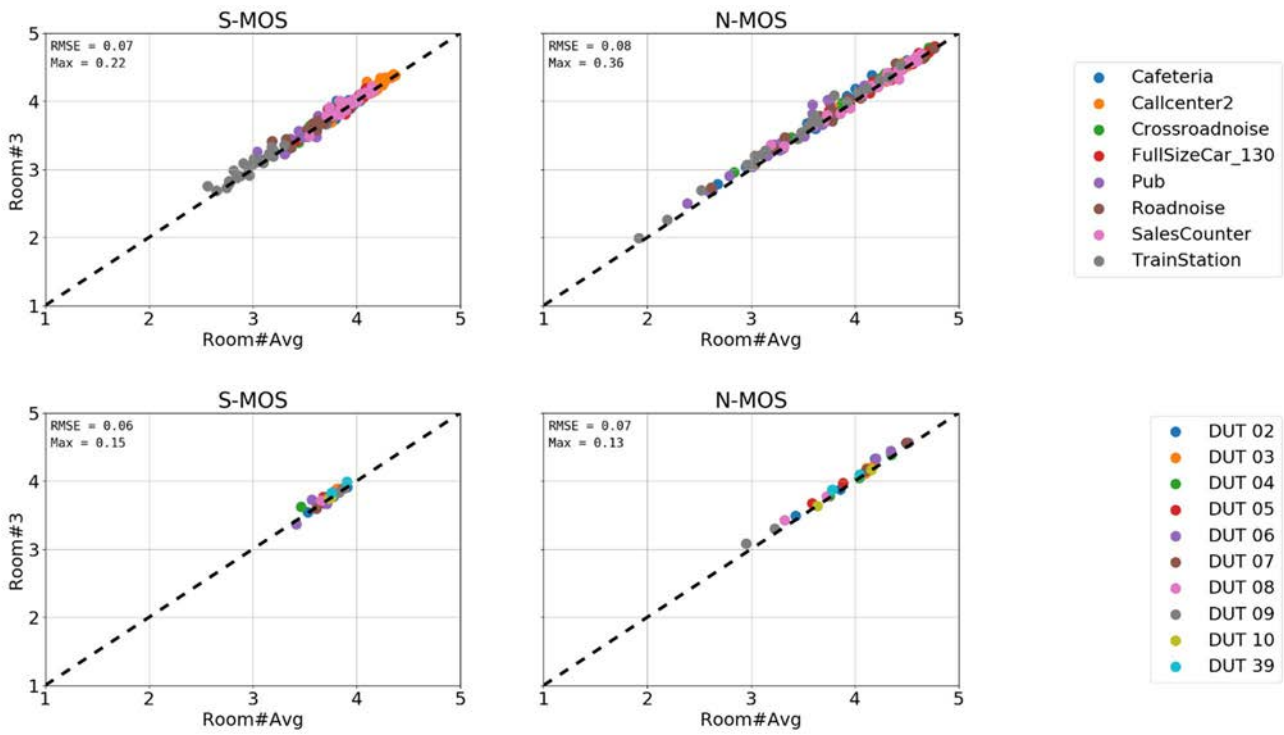 S-MOS
RMSE = 0.07
Max = 0.22
5
4
3
2
1
Room#3
1 2 3 4 5
Room#Avg
N-MOS
RMSE = 0.08
Max = 0.36
1 2 3 4 5
Room#Avg
Cafeteria
Callcenter2
Crossroadnoise
FullSizeCar_130
Pub
Roadnoise
SalesCounter
TrainStation
S-MOS
RMSE = 0.06
Max = 0.15
5
4
3
2
1
Room#3
1 2 3 4 5
Room#Avg
N-MOS
RMSE = 0.07
Max = 0.13
1 2 3 4 5
Room#Avg
DUT 02
DUT 03
DUT 04
DUT 05
DUT 06
DUT 07
DUT 08
DUT 09
DUT 10
DUT 39